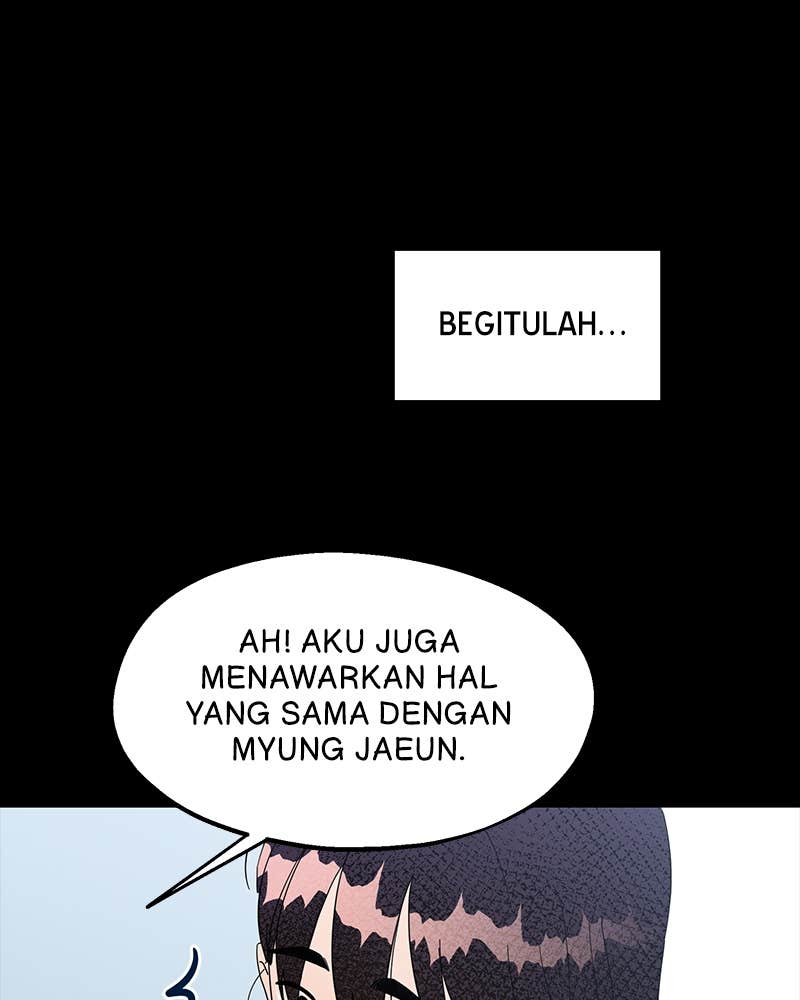 BEGITULAH...
AH! AKU JUGA
MENAWARKAN HAL
YANG SAMA DENGAN
MYUNG JAEUN.